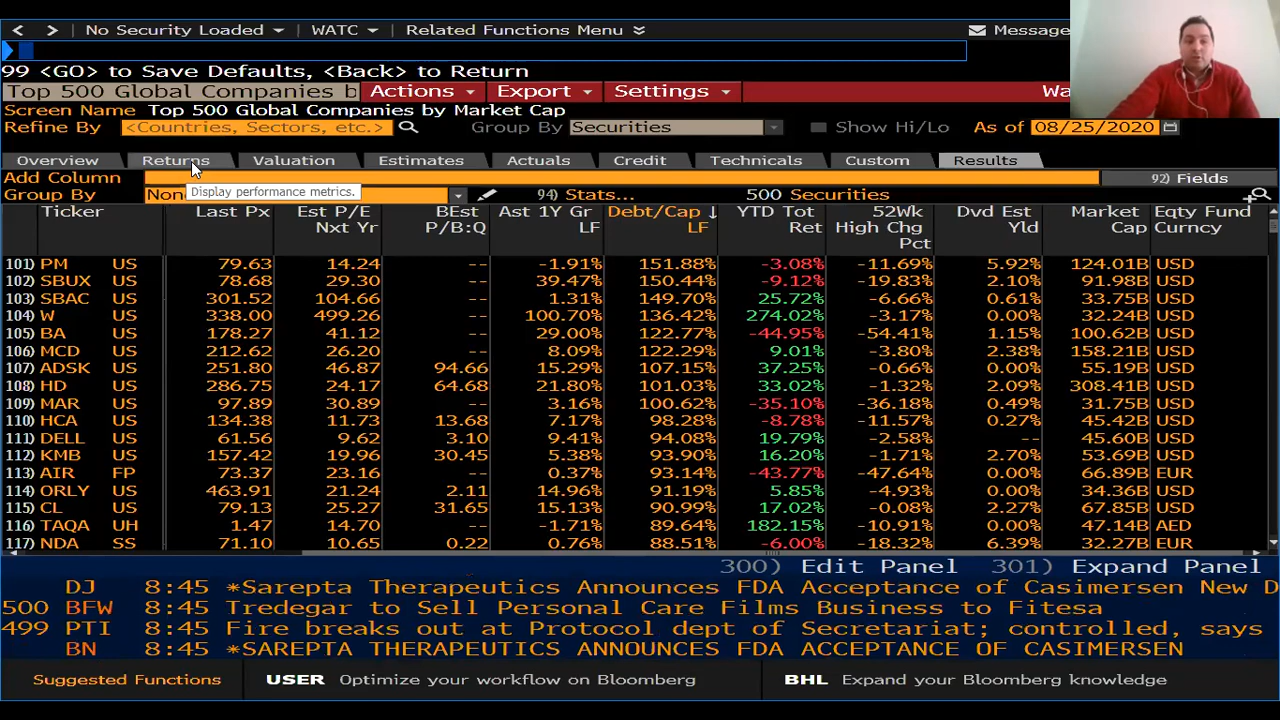 No Security Loaded WATC Related Functions Menu Message
99 <GO> to Save Defaults, <Back> to Return
Top 500 Global Companies b Actions Export Settings Wa
Screen Name Top 500 Global Companies by Market Cap
Refine By <Countries, Sectors, etc.> Group By Securities Show Hi/Lo As of 08/25/2020
Overview Returns Valuation Estimates Actuals Credit Technicals Custom Results
Add Column 92) Fields
Group By Non Display performance metrics. 94) Stats... 500 Securities
Ticker Last Px Est P/E BEst Ast 1Y Gr Debt/Cap ↓ YTD Tot 52Wk Dvd Est Market Eqty Fund
Nxt Yr P/B:Q LF LF Ret High Chg Yld Cap Curncy
Pct
101) PM US 79.63 14.24 -- -1.91% 151.88% -3.08% -11.69% 5.92% 124.01B USD
102) SBUX US 78.68 29.30 -- 39.47% 150.44% -9.12% -19.83% 2.10% 91.98B USD
103) SBAC US 301.52 104.66 -- 1.31% 149.70% 25.72% -6.66% 0.61% 33.75B USD
104) W US 338.00 499.26 -- 100.70% 136.42% 274.02% -3.17% 0.00% 32.24B USD
105) BA US 178.27 41.12 -- 29.00% 122.77% -44.95% -54.41% 1.15% 100.62B USD
106) MCD US 212.62 26.20 -- 8.09% 122.29% 9.01% -3.80% 2.38% 158.21B USD
107) ADSK US 251.80 46.87 94.66 15.29% 107.15% 37.25% -0.66% 0.00% 55.19B USD
108) HD US 286.75 24.17 64.68 21.80% 101.03% 33.02% -1.32% 2.09% 308.41B USD
109) MAR US 97.89 30.89 -- 3.16% 100.62% -35.10% -36.18% 0.49% 31.75B USD
110) HCA US 134.38 11.73 13.68 7.17% 98.28% -8.78% -11.57% 0.27% 45.42B USD
111) DELL US 61.56 9.62 3.10 9.41% 94.08% 19.79% -2.58% -- 45.60B USD
112) KMB US 157.42 19.96 30.45 5.38% 93.90% 16.20% -1.71% 2.70% 53.69B USD
113) AIR FP 73.37 23.16 -- 0.37% 93.14% -43.77% -47.64% 0.00% 66.89B EUR
114) ORLY US 463.91 21.24 2.11 14.96% 91.19% 5.85% -4.93% 0.00% 34.36B USD
115) CL US 79.13 25.27 31.65 15.13% 90.99% 17.02% -0.08% 2.27% 67.85B USD
116) TAQA UH 1.47 14.70 -- -1.71% 89.64% 182.15% -10.91% 0.00% 47.14B AED
117) NDA SS 71.10 10.65 0.22 0.76% 88.51% -6.00% -18.32% 6.39% 32.27B EUR
300) Edit Panel 301) Expand Panel
DJ 8:45 *Sarepta Therapeutics Announces FDA Acceptance of Casimersen New D
500 BFW 8:45 Tredegar to Sell Personal Care Films Business to Fitesa
499 PTI 8:45 Fire breaks out at Protocol dept of Secretariat; controlled, says
BN 8:45 *SAREPTA THERAPEUTICS ANNOUNCES FDA ACCEPTANCE OF CASIMERSEN
Suggested Functions USER Optimize your workflow on Bloomberg BHL Expand your Bloomberg knowledge